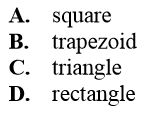 A. square
B. trapezoid
C. triangle
D. rectangle